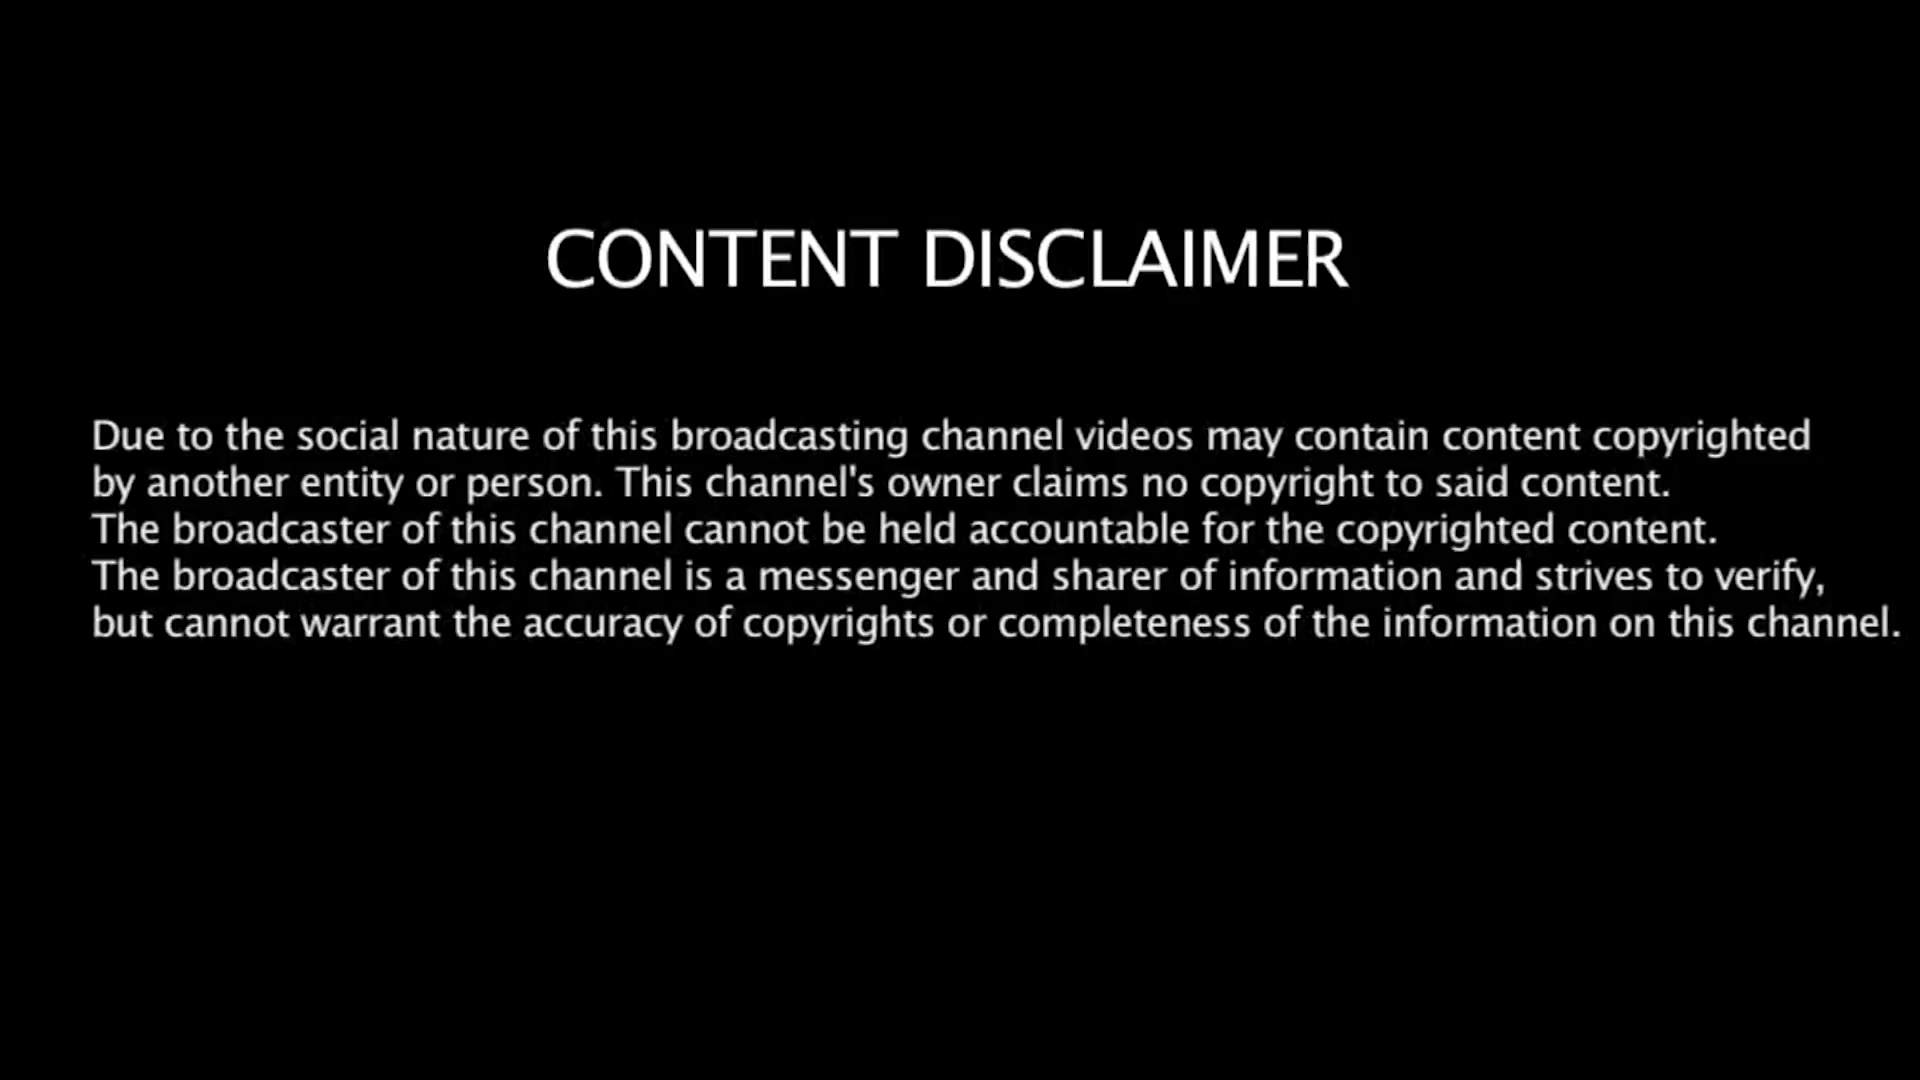 CONTENT DISCLAIMER
Due to the social nature of this broadcasting channel videos may contain content copyrighted
by another entity or person. This channel's owner claims no copyright to said content.
The broadcaster of this channel cannot be held accountable for the copyrighted content.
The broadcaster of this channel is a messenger and sharer of information and strives to verify,
but cannot warrant the accuracy of copyrights or completeness of the information on this channel.